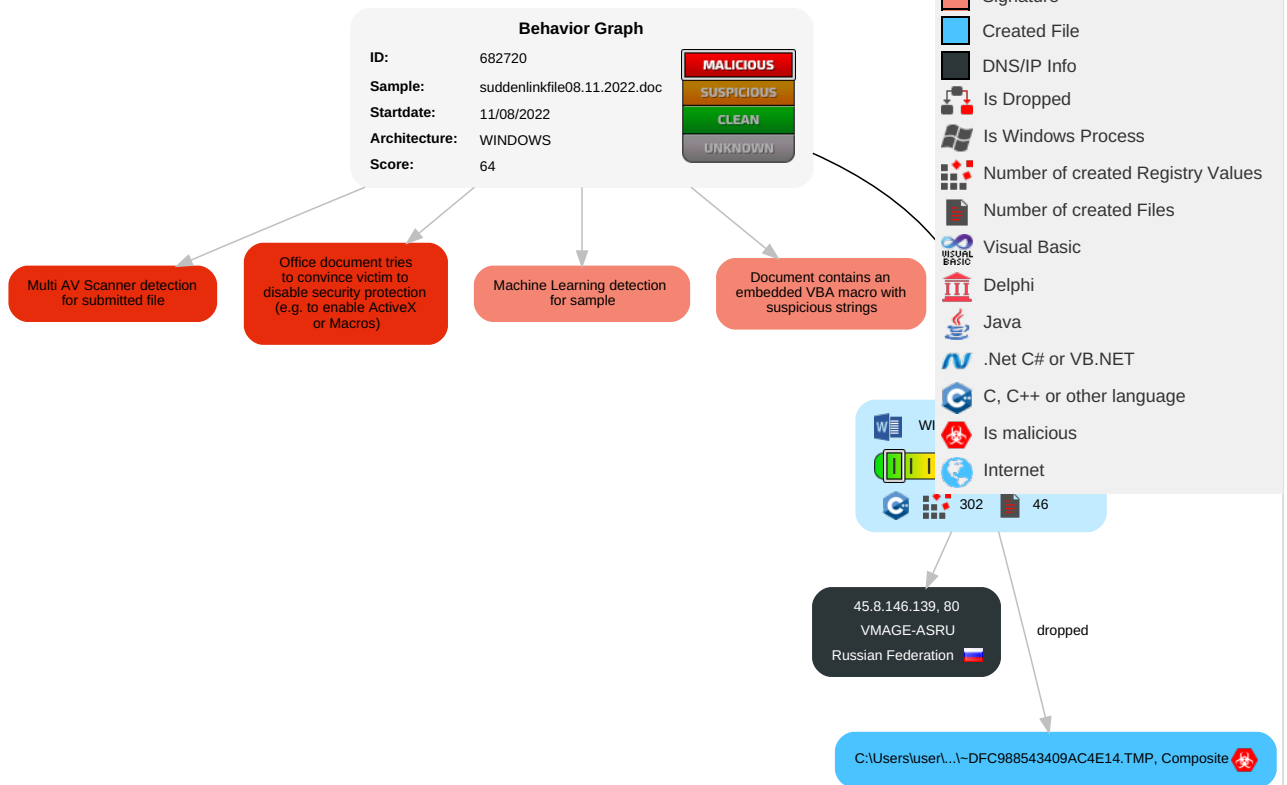 Behavior Graph
ID: 682720
Sample: suddenlinkfile08.11.2022.doc
Startdate: 11/08/2022
Architecture: WINDOWS
Score: 64
MALICIOUS
SUSPICIOUS
CLEAN
UNKNOWN
Signature
Created File
DNS/IP Info
Is Dropped
Is Windows Process
Number of created Registry Values
Number of created Files
VISUAL
BASIC
Visual Basic
Delphi
Java
.Net C# or VB.NET
C, C++ or other language
Is malicious
Internet
Multi AV Scanner detection
for submitted file
Office document tries
to convince victim to
disable security protection
(e.g. to enable ActiveX
or Macros)
Machine Learning detection
for sample
Document contains an
embedded VBA macro with
suspicious strings
302
46
45.8.146.139, 80
VMAGE-ASRU
Russian Federation
dropped
C:\Users\user\...\~DFC988543409AC4E14.TMP, Composite